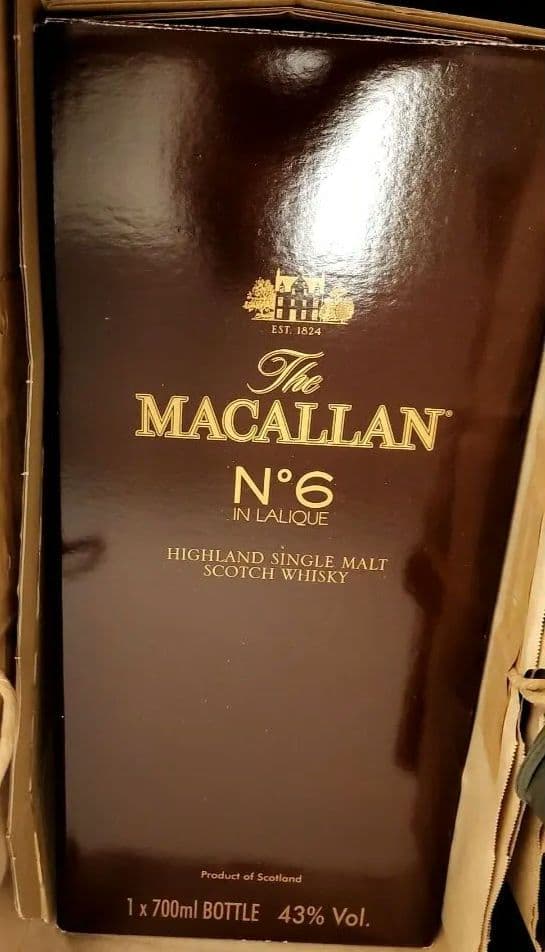 EST. 1824
The
MACALLAN®
N°6
IN LALIQUE
HIGHLAND SINGLE MALT
SCOTCH WHISKY
Product of Scotland
1 x 700ml BOTTLE 43% Vol.